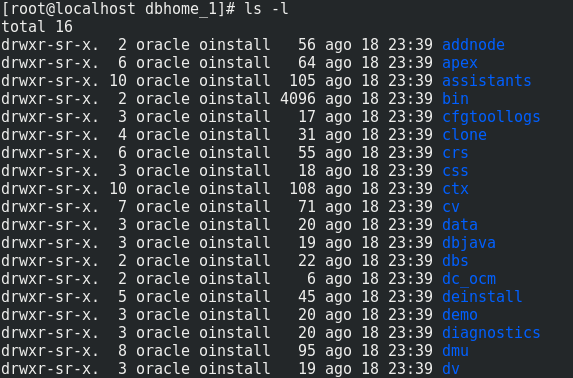 [root@localhost dbhome_1]# ls -l
total 16
drwxr-sr-x.  2 oracle oinstall   56 ago 18 23:39 addnode
drwxr-sr-x.  6 oracle oinstall   64 ago 18 23:39 apex
drwxr-sr-x. 10 oracle oinstall  105 ago 18 23:39 assistants
drwxr-sr-x.  2 oracle oinstall 4096 ago 18 23:39 bin
drwxr-sr-x.  3 oracle oinstall   17 ago 18 23:39 cfgtoollogs
drwxr-sr-x.  4 oracle oinstall   31 ago 18 23:39 clone
drwxr-sr-x.  6 oracle oinstall   55 ago 18 23:39 crs
drwxr-sr-x.  3 oracle oinstall   18 ago 18 23:39 css
drwxr-sr-x. 10 oracle oinstall  108 ago 18 23:39 ctx
drwxr-sr-x.  7 oracle oinstall   71 ago 18 23:39 cv
drwxr-sr-x.  3 oracle oinstall   20 ago 18 23:39 data
drwxr-sr-x.  3 oracle oinstall   19 ago 18 23:39 dbjava
drwxr-sr-x.  2 oracle oinstall   22 ago 18 23:39 dbs
drwxr-sr-x.  2 oracle oinstall    6 ago 18 23:39 dc_ocm
drwxr-sr-x.  5 oracle oinstall   45 ago 18 23:39 deinstall
drwxr-sr-x.  3 oracle oinstall   20 ago 18 23:39 demo
drwxr-sr-x.  3 oracle oinstall   20 ago 18 23:39 diagnostics
drwxr-sr-x.  8 oracle oinstall   95 ago 18 23:39 dmu
drwxr-sr-x.  3 oracle oinstall   19 ago 18 23:39 dv